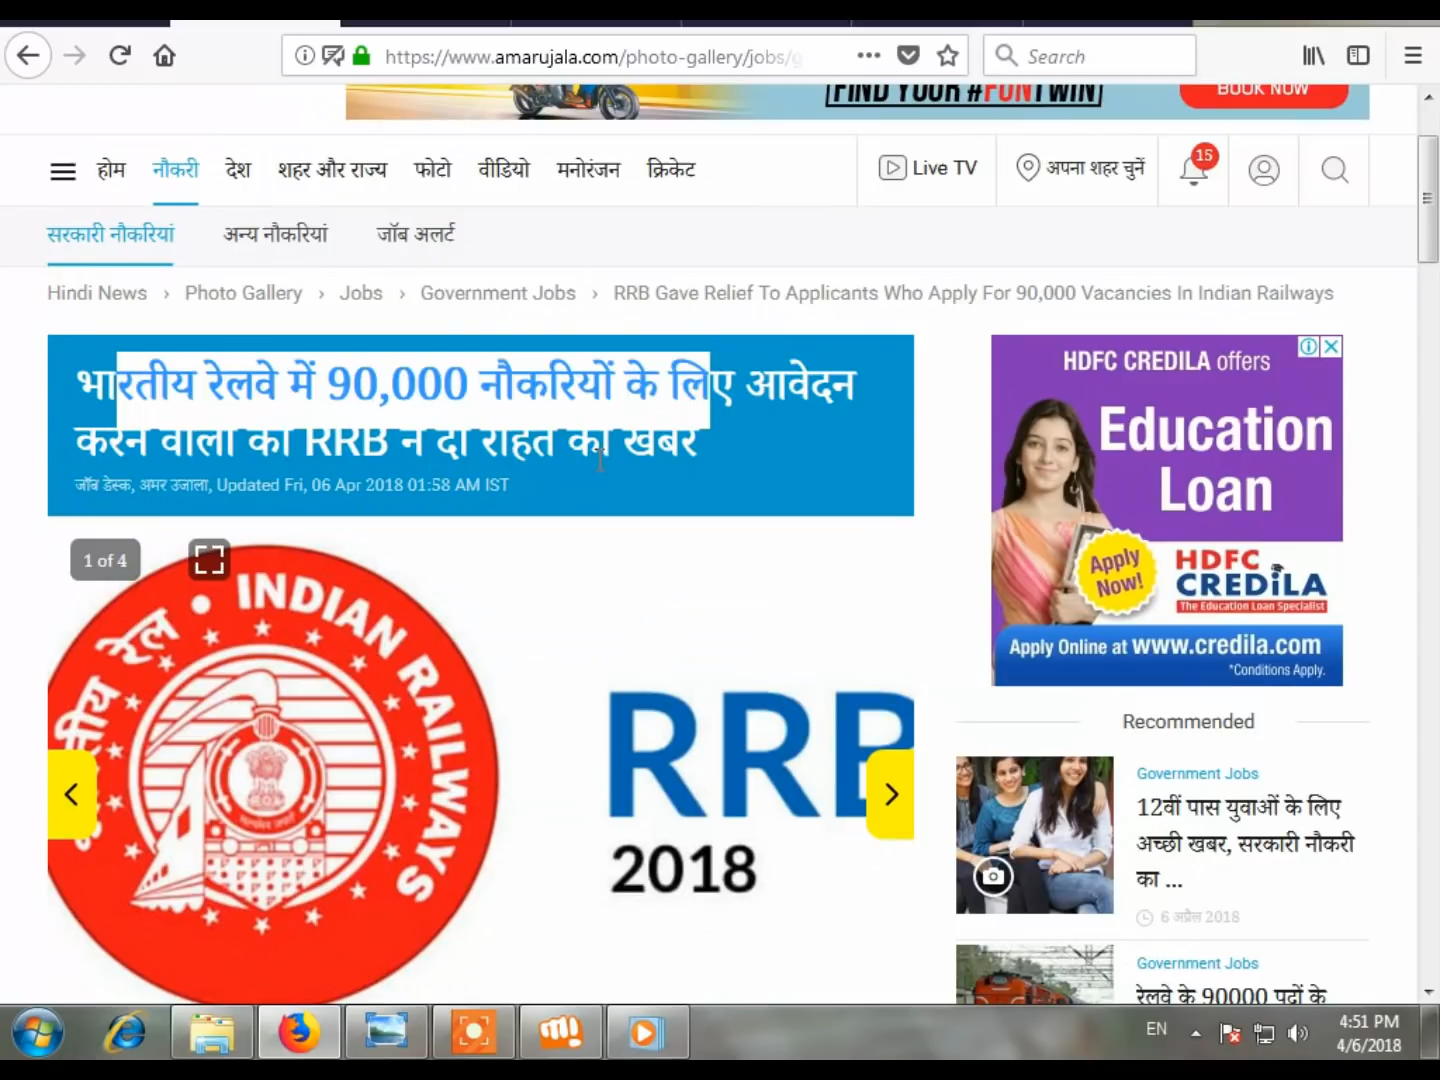 https://www.amarujala.com/photo-gallery/jobs/g
Search
FIND YOUR #FUNTWIN
BOOK NOW
होम नौकरी देश शहर और राज्य फोटो वीडियो मनोरंजन क्रिकेट
Live TV
अपना शहर चुनें
15
सरकारी नौकरियां अन्य नौकरियां जॉब अलर्ट
Hindi News › Photo Gallery › Jobs › Government Jobs › RRB Gave Relief To Applicants Who Apply For 90,000 Vacancies In Indian Railways
भारतीय रेलवे में 90,000 नौकरियों के लिए आवेदन
करने वालों को RRB ने दी राहत की खबर
जॉब डेस्क, अमर उजाला, Updated Fri, 06 Apr 2018 01:58 AM IST
1 of 4
भारतीय रेल • INDIAN RAILWAYS
RRB
2018
HDFC CREDILA offers
Education
Loan
Apply
Now!
HDFC
CREDILA
The Education Loan Specialist
Apply Online at www.credila.com
*Conditions Apply.
Recommended
Government Jobs
12वीं पास युवाओं के लिए
अच्छी खबर, सरकारी नौकरी
का ...
6 अप्रैल 2018
Government Jobs
रेलवे के 90000 पदों के
EN
4:51 PM
4/6/2018